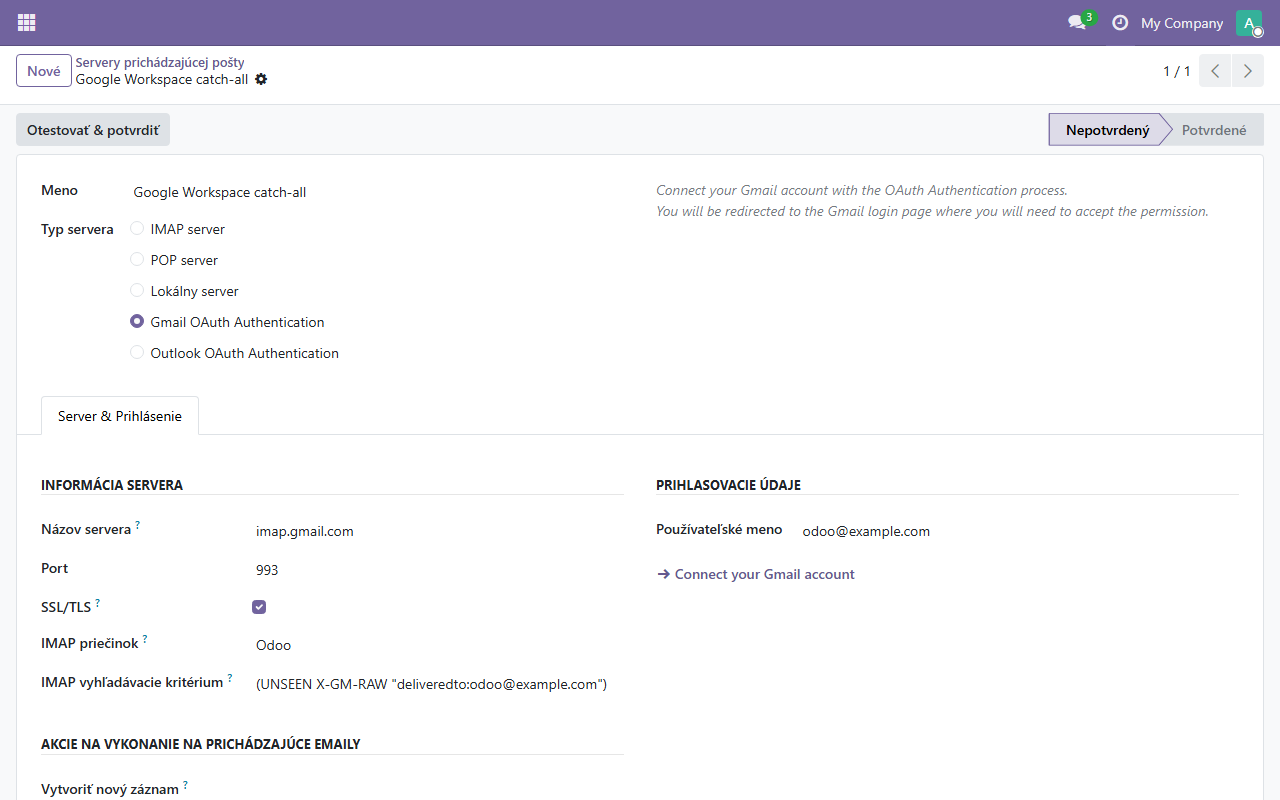 3
My Company
A
Nové
Servery prichádzajúcej pošty
Google Workspace catch-all
1 / 1
Otestovať & potvrdiť
Nepotvrdený
Potvrdené
Meno
Google Workspace catch-all
Connect your Gmail account with the OAuth Authentication process.
You will be redirected to the Gmail login page where you will need to accept the permission.
Typ servera
IMAP server
POP server
Lokálny server
Gmail OAuth Authentication
Outlook OAuth Authentication
Server & Prihlásenie
INFORMÁCIA SERVERA
PRIHLASOVACIE ÚDAJE
Názov servera ?
imap.gmail.com
Používateľské meno
odoo@example.com
Port
993
Connect your Gmail account
SSL/TLS ?
IMAP priečinok ?
Odoo
IMAP vyhľadávacie kritérium ?
(UNSEEN X-GM-RAW "deliveredto:odoo@example.com")
AKCIE NA VYKONANIE NA PRICHÁDZAJÚCE EMAILY
Vytvoriť nový záznam ?